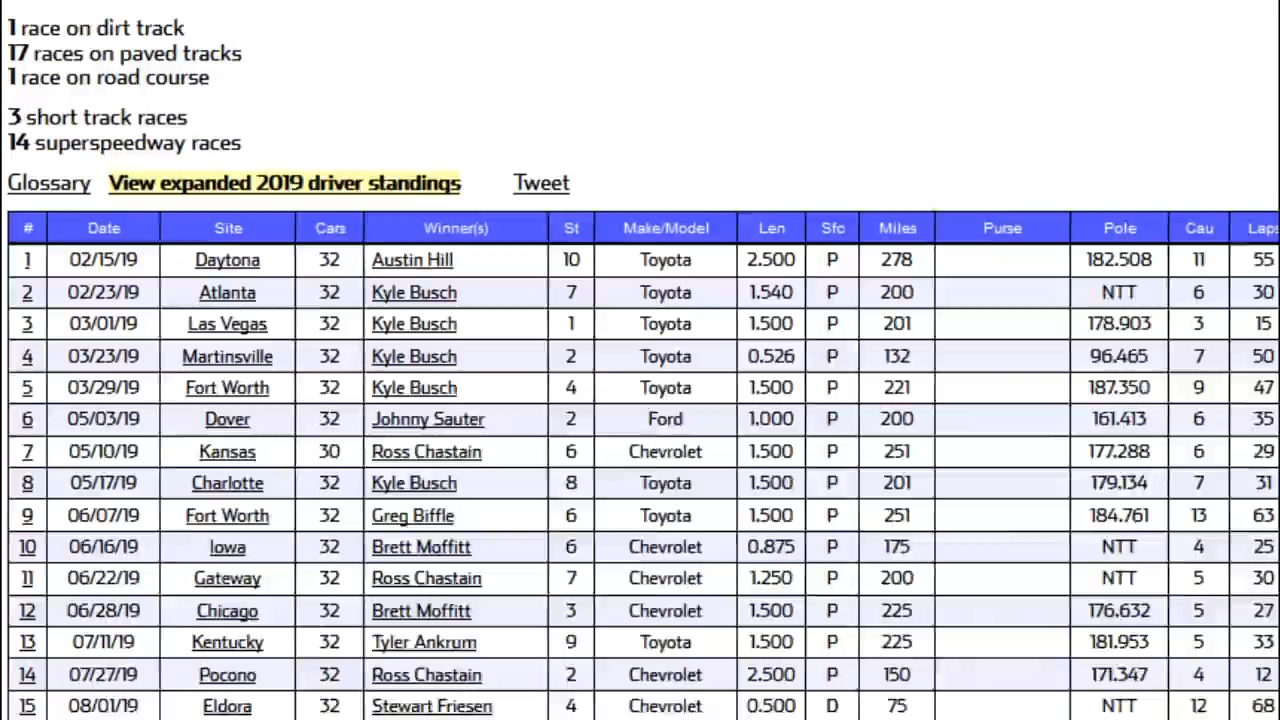 1 race on dirt track
17 races on paved tracks
1 race on road course
3 short track races
14 superspeedway races
Glossary View expanded 2019 driver standings Tweet
# Date Site Cars Winner(s) St Make/Model Len Sfc Miles Purse Pole Cau Laps
1 02/15/19 Daytona 32 Austin Hill 10 Toyota 2.500 P 278 182.508 11 55
2 02/23/19 Atlanta 32 Kyle Busch 7 Toyota 1.540 P 200 NTT 6 30
3 03/01/19 Las Vegas 32 Kyle Busch 1 Toyota 1.500 P 201 178.903 3 15
4 03/23/19 Martinsville 32 Kyle Busch 2 Toyota 0.526 P 132 96.465 7 50
5 03/29/19 Fort Worth 32 Kyle Busch 4 Toyota 1.500 P 221 187.350 9 47
6 05/03/19 Dover 32 Johnny Sauter 2 Ford 1.000 P 200 161.413 6 35
7 05/10/19 Kansas 30 Ross Chastain 6 Chevrolet 1.500 P 251 177.288 6 29
8 05/17/19 Charlotte 32 Kyle Busch 8 Toyota 1.500 P 201 179.134 7 31
9 06/07/19 Fort Worth 32 Greg Biffle 6 Toyota 1.500 P 251 184.761 13 63
10 06/16/19 Iowa 32 Brett Moffitt 6 Chevrolet 0.875 P 175 NTT 4 25
11 06/22/19 Gateway 32 Ross Chastain 7 Chevrolet 1.250 P 200 NTT 5 30
12 06/28/19 Chicago 32 Brett Moffitt 3 Chevrolet 1.500 P 225 176.632 5 27
13 07/11/19 Kentucky 32 Tyler Ankrum 9 Toyota 1.500 P 225 181.953 5 33
14 07/27/19 Pocono 32 Ross Chastain 2 Chevrolet 2.500 P 150 171.347 4 12
15 08/01/19 Eldora 32 Stewart Friesen 4 Chevrolet 0.500 D 75 NTT 12 68